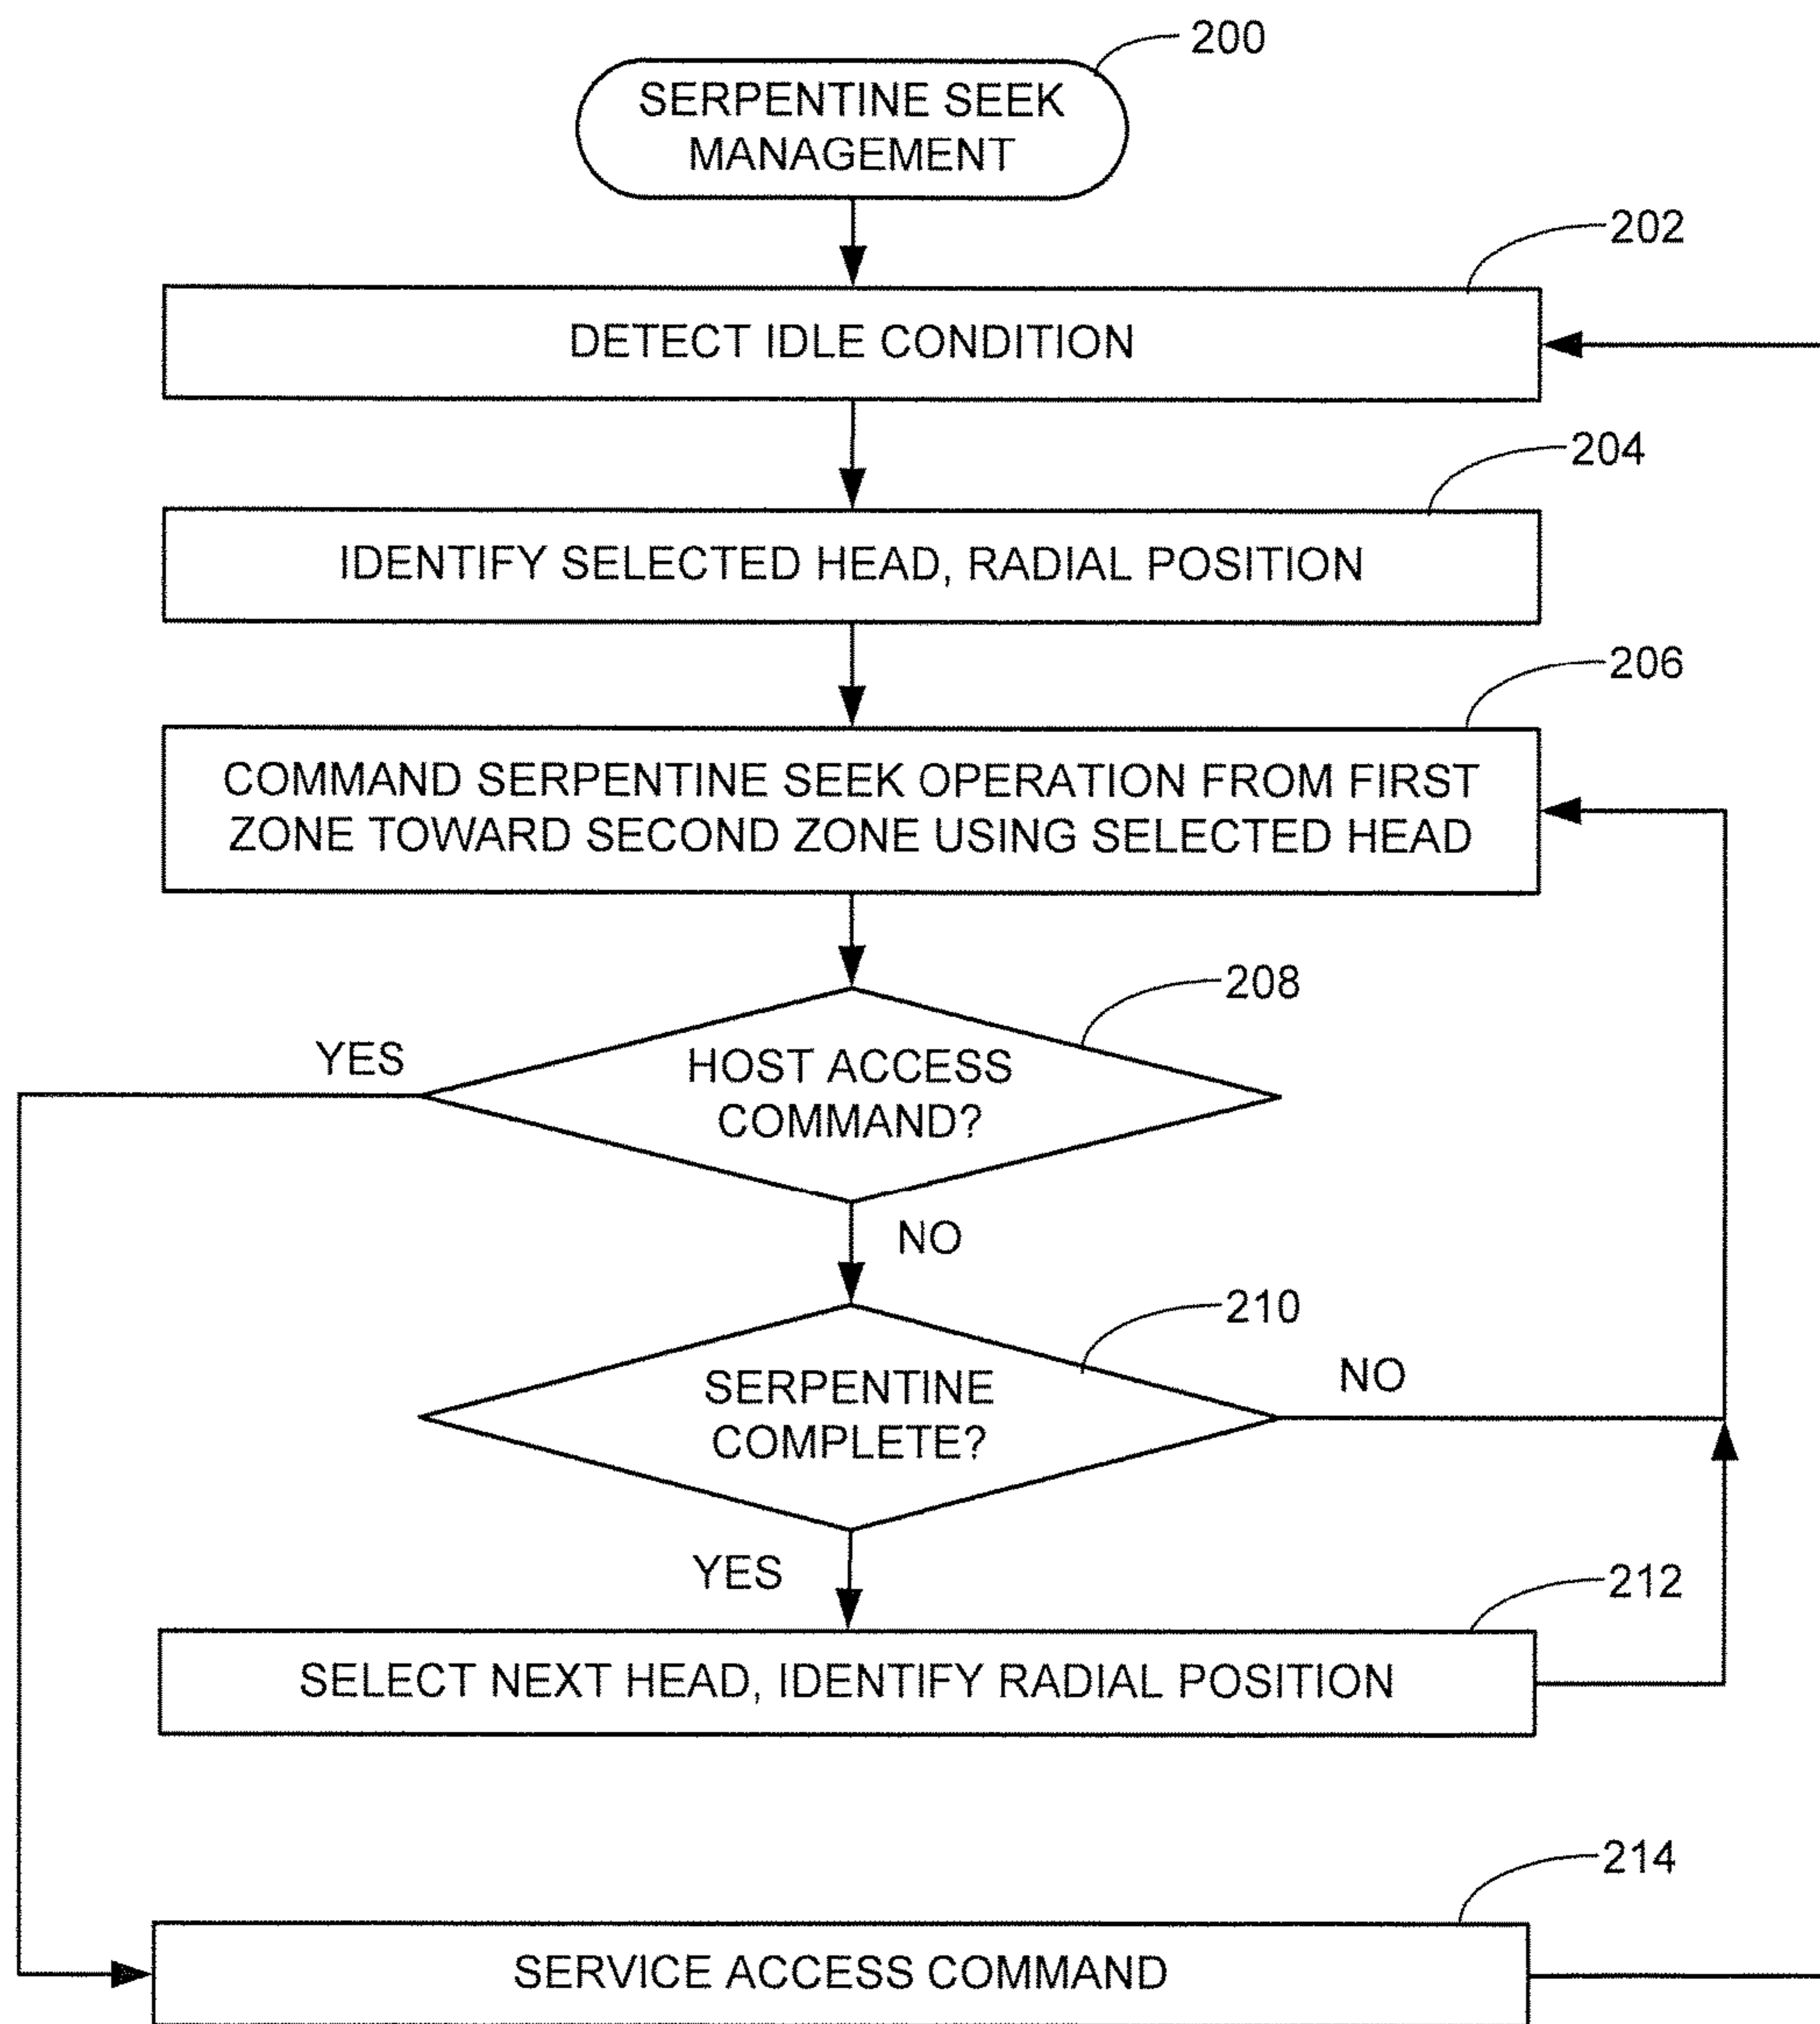 200
SERPENTINE SEEK
MANAGEMENT
202
DETECT IDLE CONDITION
204
IDENTIFY SELECTED HEAD, RADIAL POSITION
206
COMMAND SERPENTINE SEEK OPERATION FROM FIRST
ZONE TOWARD SECOND ZONE USING SELECTED HEAD
208
YES
HOST ACCESS
COMMAND?
NO
210
SERPENTINE
COMPLETE?
NO
YES
212
SELECT NEXT HEAD, IDENTIFY RADIAL POSITION
214
SERVICE ACCESS COMMAND